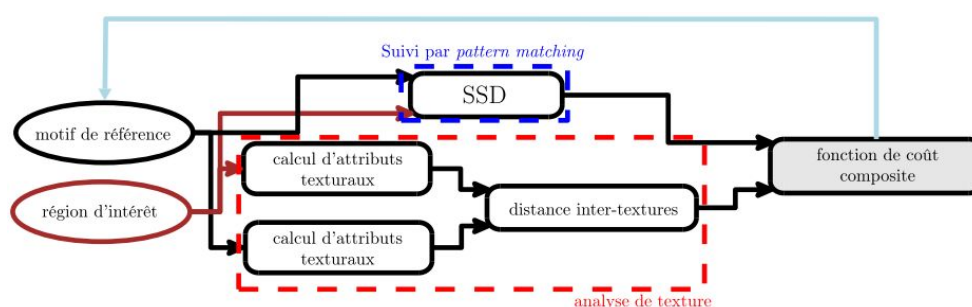 Suivi par pattern matching
SSD
motif de référence
calcul d'attributs
texturaux
fonction de coût
composite
région d'intérêt
distance inter-textures
calcul d'attributs
texturaux
analyse de texture